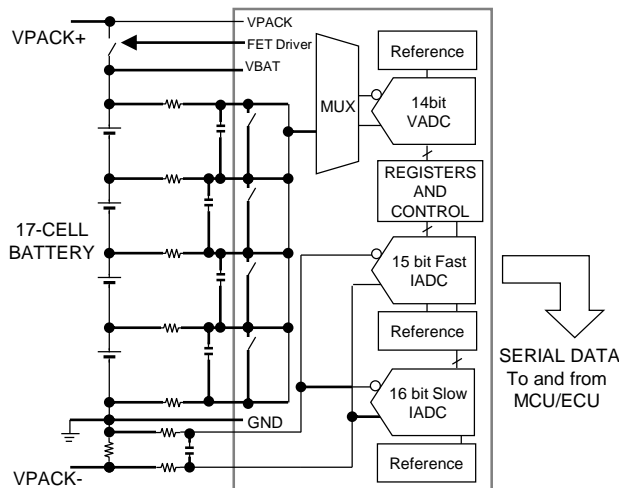 VPACK
VPACK+
FET Driver
VBAT
Reference
MUX
14bit
VADC
REGISTERS
AND
CONTROL
17-CELL
BATTERY
15 bit Fast
IADC
Reference
SERIAL DATA
To and from
MCU/ECU
16 bit Slow
IADC
GND
Reference
VPACK-